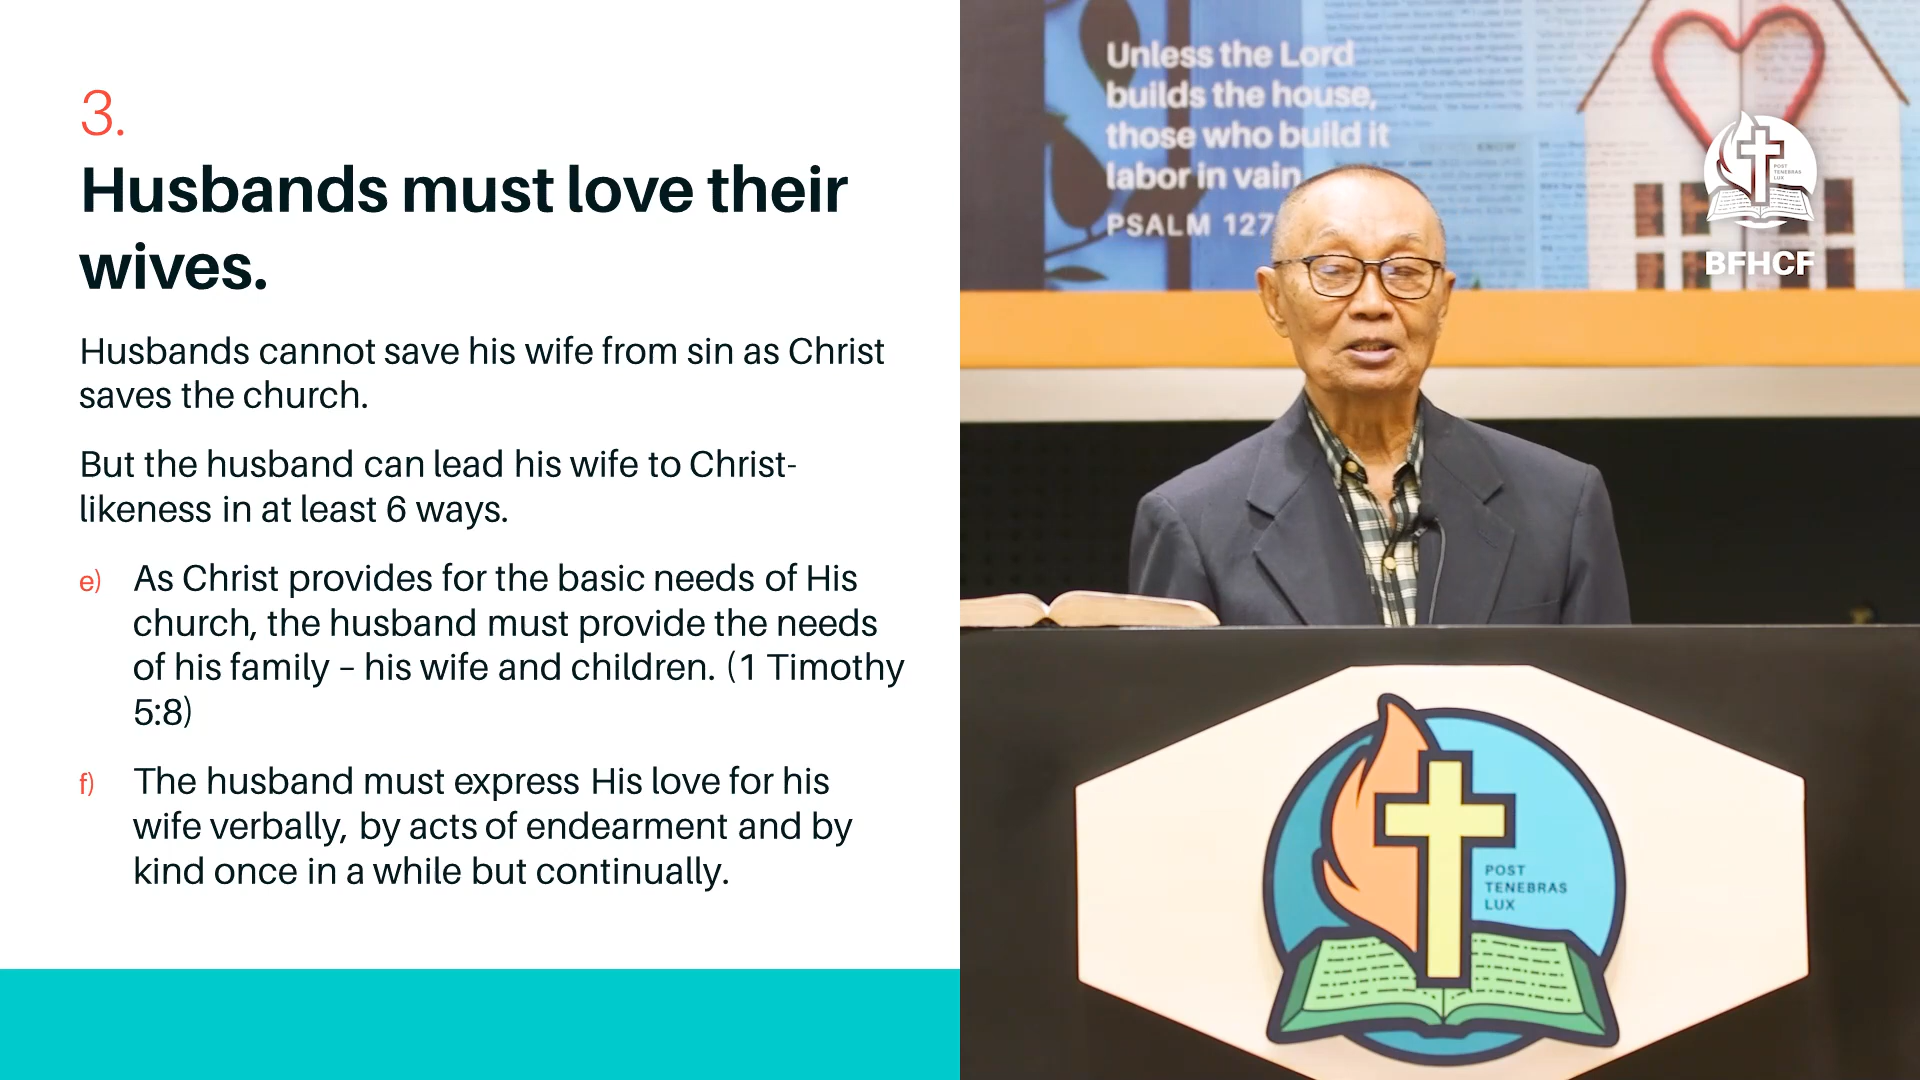 3.
Husbands must love their
wives.
Husbands cannot save his wife from sin as Christ
saves the church.
But the husband can lead his wife to Christ-
likeness in at least 6 ways.
e) As Christ provides for the basic needs of His
church, the husband must provide the needs
of his family – his wife and children. (1 Timothy
5:8)
f) The husband must express His love for his
wife verbally, by acts of endearment and by
kind once in a while but continually.
Unless the Lord
builds the house,
those who build it
labor in vain
PSALM 127
POST
TENEBRAS
LUX
BFHCF
POST
TENEBRAS
LUX